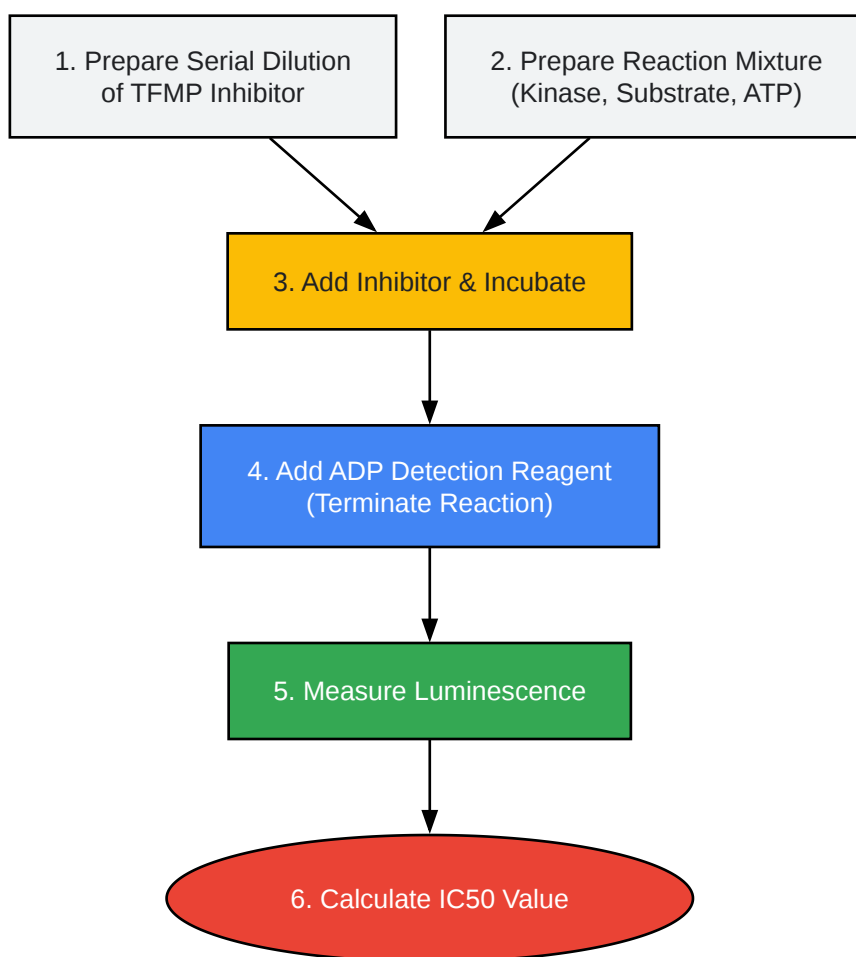 1. Prepare Serial Dilution
of TFMP Inhibitor
2. Prepare Reaction Mixture
(Kinase, Substrate, ATP)
3. Add Inhibitor & Incubate
4. Add ADP Detection Reagent
(Terminate Reaction)
5. Measure Luminescence
6. Calculate IC50 Value